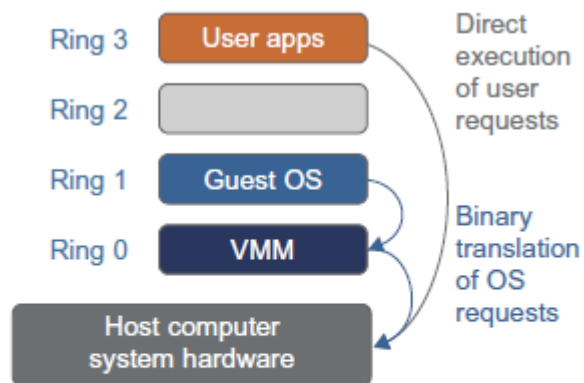 Ring 3
User apps
Direct
execution
of user
requests
Ring 2
Ring 1
Guest OS
Binary
translation
of OS
requests
Ring 0
VMM
Host computer
system hardware